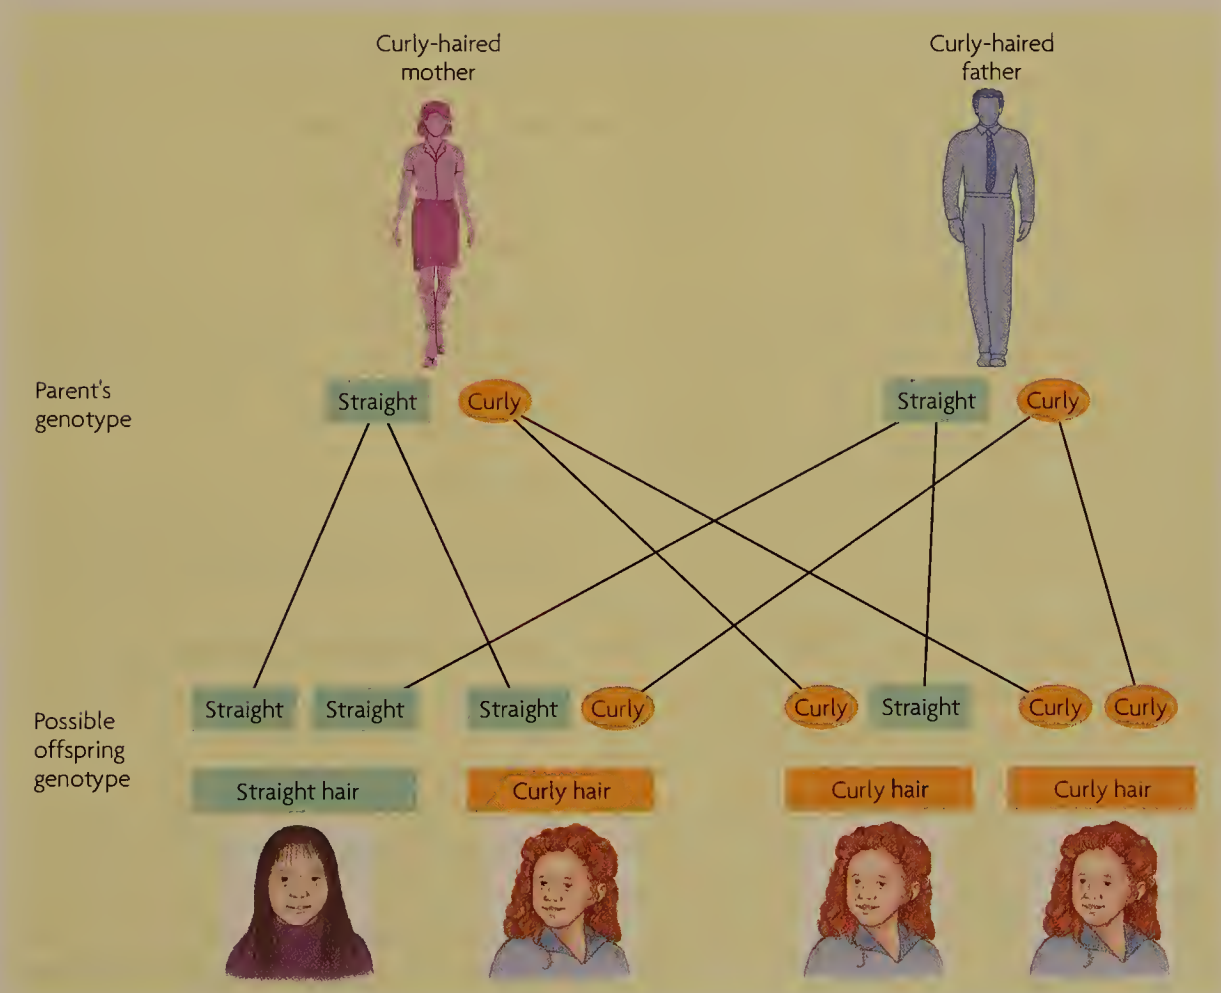 Curly-haired
mother
Curly-haired
father
Parent's
genotype
Straight
Curly
Straight
Curly
Possible
offspring
genotype
Straight
Straight
Straight
Curly
Curly
Straight
Curly
Curly
Straight hair
Curly hair
Curly hair
Curly hair